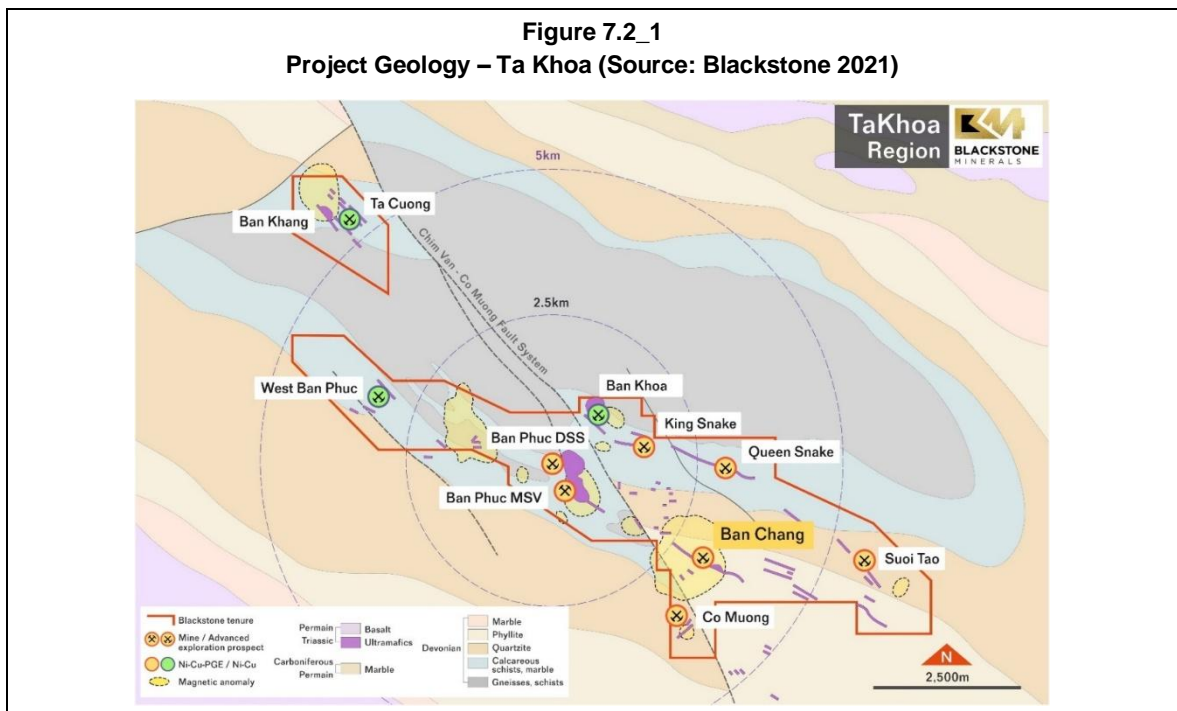 Figure 7.2_1
Project Geology – Ta Khoa (Source: Blackstone 2021)
TaKhoa
Region
BLACKSTONE
MINERALS
5km
Ta Cuong
Ban Khang
Chim Van - Co Muong Fault System
2.5km
West Ban Phuc
Ban Khoa
King Snake
Ban Phuc DSS
Queen Snake
Ban Phuc MSV
Ban Chang
Suoi Tao
Co Muong
Blackstone tenure
Mine / Advanced
exploration prospect
Ni-Cu-PGE / Ni-Cu
Magnetic anomaly
Permain
Triassic
Basalt
Ultramafics
Carboniferous
Permain
Marble
Devonian
Marble
Phyllite
Quartzite
Calcareous
schists, marble
Gneisses, schists
N
2,500m